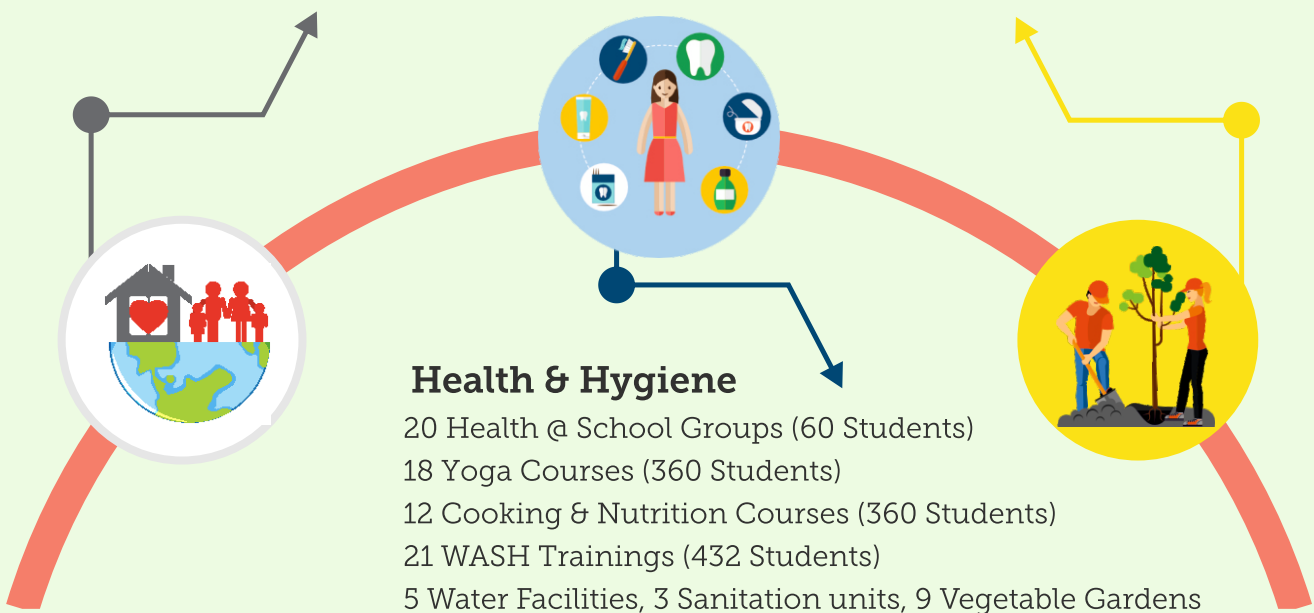 Health & Hygiene
20 Health @ School Groups (60 Students)
18 Yoga Courses (360 Students)
12 Cooking & Nutrition Courses (360 Students)
21 WASH Trainings (432 Students)
5 Water Facilities, 3 Sanitation units, 9 Vegetable Gardens